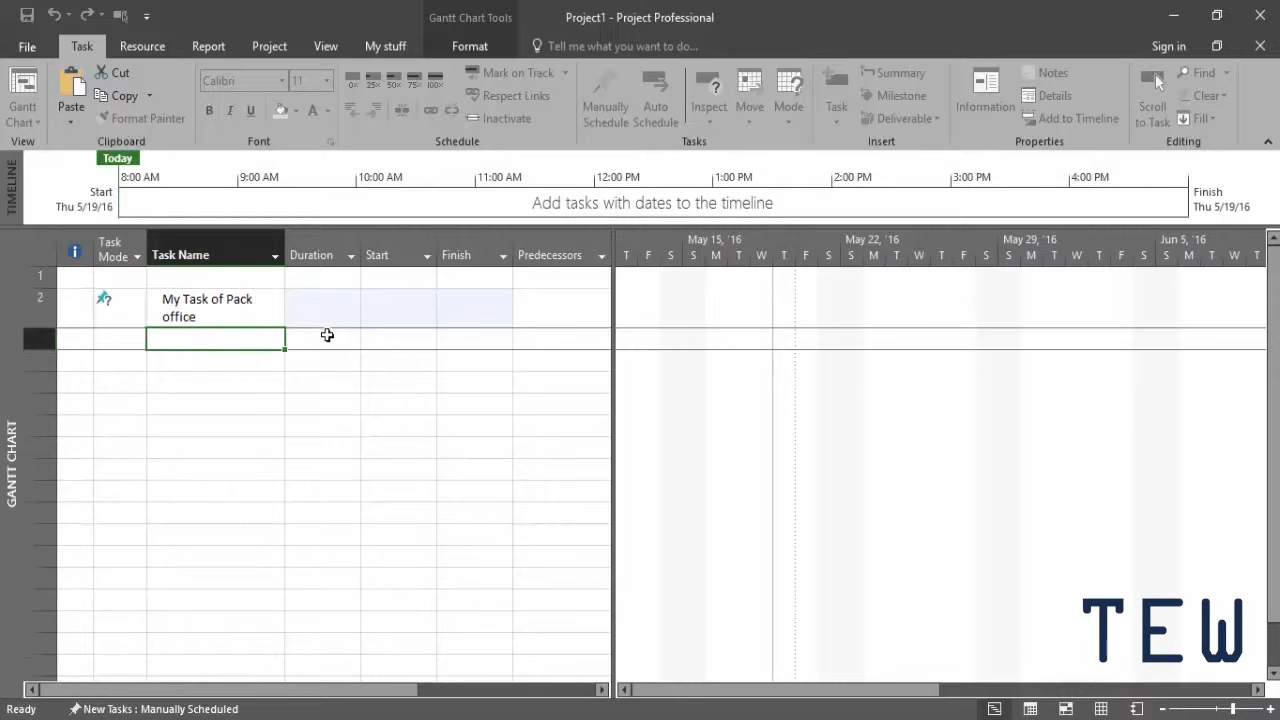 Gantt Chart Tools
Project1 - Project Professional
File
Task
Resource
Report
Project
View
My stuff
Format
Tell me what you want to do...
Sign in
Gantt
Chart
View
Paste
Cut
Copy
Format Painter
Clipboard
Calibri
11
B I U A
Font
0% 25% 50% 75% 100%
Mark on Track
Respect Links
Inactivate
Schedule
Manually
Schedule
Auto
Schedule
Inspect
Move
Mode
Tasks
Task
Summary
Milestone
Deliverable
Insert
Information
Notes
Details
Add to Timeline
Properties
Scroll
to Task
Find
Clear
Fill
Editing
TIMELINE
Today
8:00 AM 9:00 AM 10:00 AM 11:00 AM 12:00 PM 1:00 PM 2:00 PM 3:00 PM 4:00 PM
Start
Thu 5/19/16
Add tasks with dates to the timeline
Finish
Thu 5/19/16
Task
Mode
Task Name
Duration
Start
Finish
Predecessors
May 15, '16 May 22, '16 May 29, '16 Jun 5, '16
T F S S M T W T F S S M T W T F S S M T W T F S S M T W T
1
2
My Task of Pack
office
GANTT CHART
TEW
Ready
New Tasks : Manually Scheduled